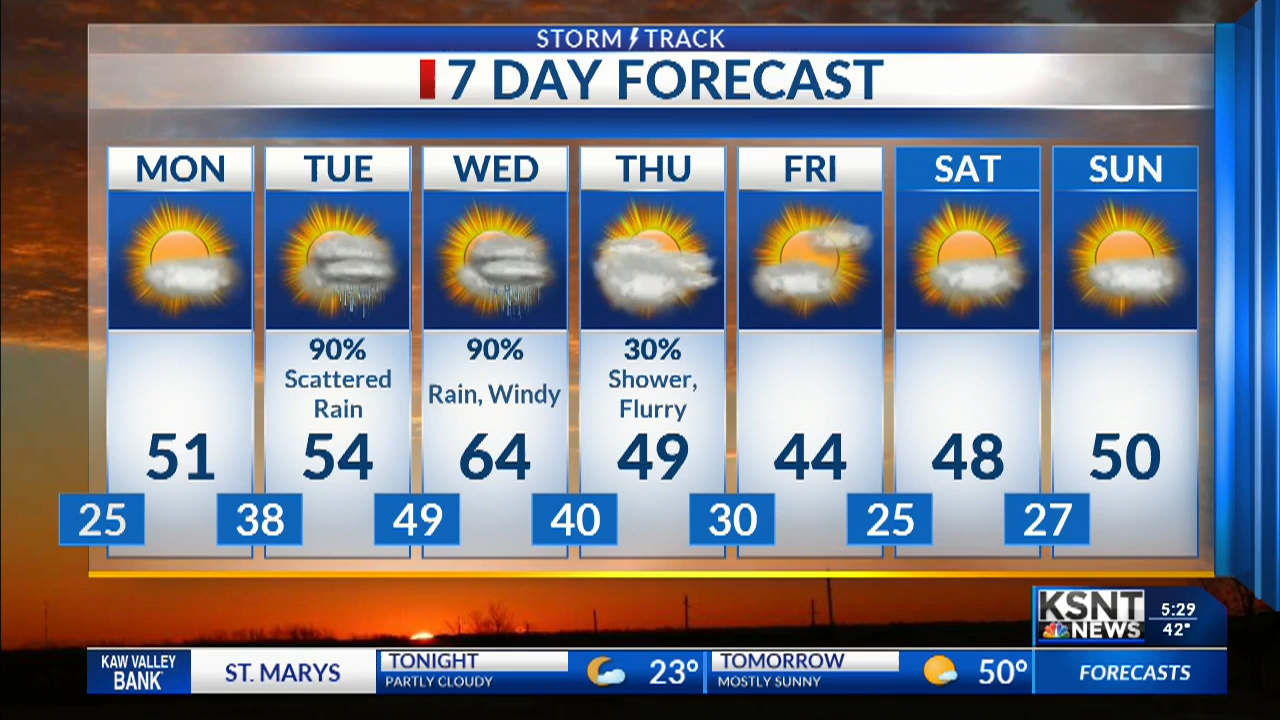 STORM TRACK
7 DAY FORECAST
MON TUE WED THU FRI SAT SUN
90% 90% 30%
Scattered Rain, Windy Shower,
Rain Flurry
51 54 64 49 44 48 50
25 38 49 40 30 25 27
KSNT
NEWS
5:29
42°
KAW VALLEY
BANK
ST. MARYS
TONIGHT
PARTLY CLOUDY
23°
TOMORROW
MOSTLY SUNNY
50°
FORECASTS